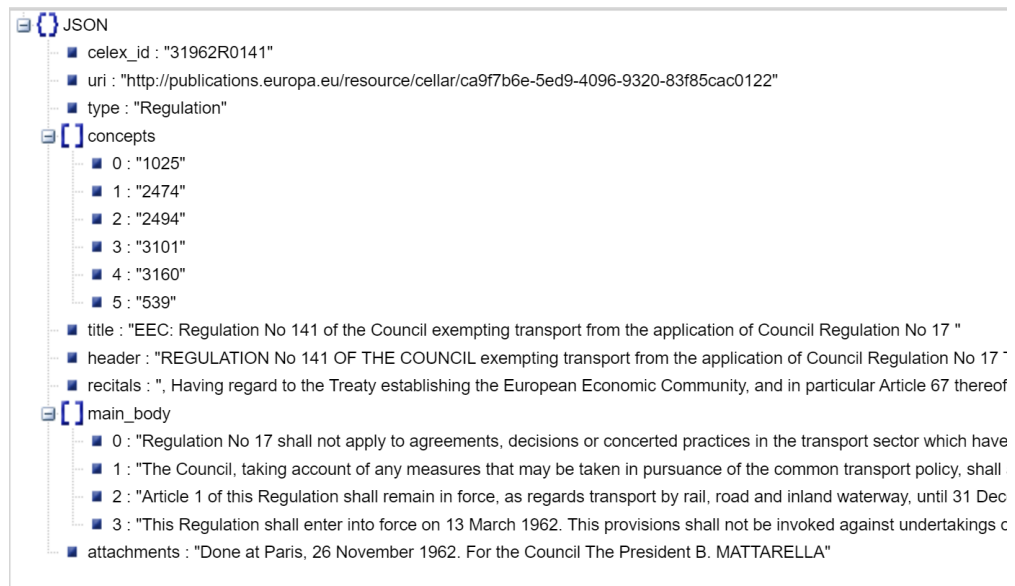 JSON
celex_id : "31962R0141"
uri : "http://publications.europa.eu/resource/cellar/ca9f7b6e-5ed9-4096-9320-83f85cac0122"
type : "Regulation"
concepts
0 : "1025"
1 : "2474"
2 : "2494"
3 : "3101"
4 : "3160"
5 : "539"
title : "EEC: Regulation No 141 of the Council exempting transport from the application of Council Regulation No 17 "
header : "REGULATION No 141 OF THE COUNCIL exempting transport from the application of Council Regulation No 17
recitals : ", Having regard to the Treaty establishing the European Economic Community, and in particular Article 67 thereof
main_body
0 : "Regulation No 17 shall not apply to agreements, decisions or concerted practices in the transport sector which have
1 : "The Council, taking account of any measures that may be taken in pursuance of the common transport policy, shall
2 : "Article 1 of this Regulation shall remain in force, as regards transport by rail, road and inland waterway, until 31 Dec
3 : "This Regulation shall enter into force on 13 March 1962. This provisions shall not be invoked against undertakings
attachments : "Done at Paris, 26 November 1962. For the Council The President B. MATTARELLA"